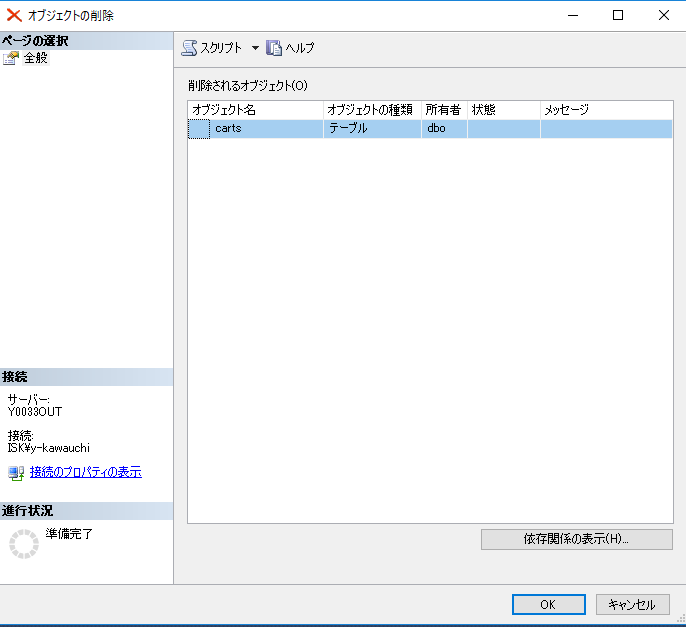 オブジェクトの削除
ページの選択
全般
スクリプト
ヘルプ
削除されるオブジェクト(O)
オブジェクト名 オブジェクトの種類 所有者 状態 メッセージ
carts テーブル dbo
接続
サーバー:
Y0033OUT
接続:
ISK¥y-kawauchi
接続のプロパティの表示
進行状況
準備完了
依存関係の表示(H)...
OK
キャンセル